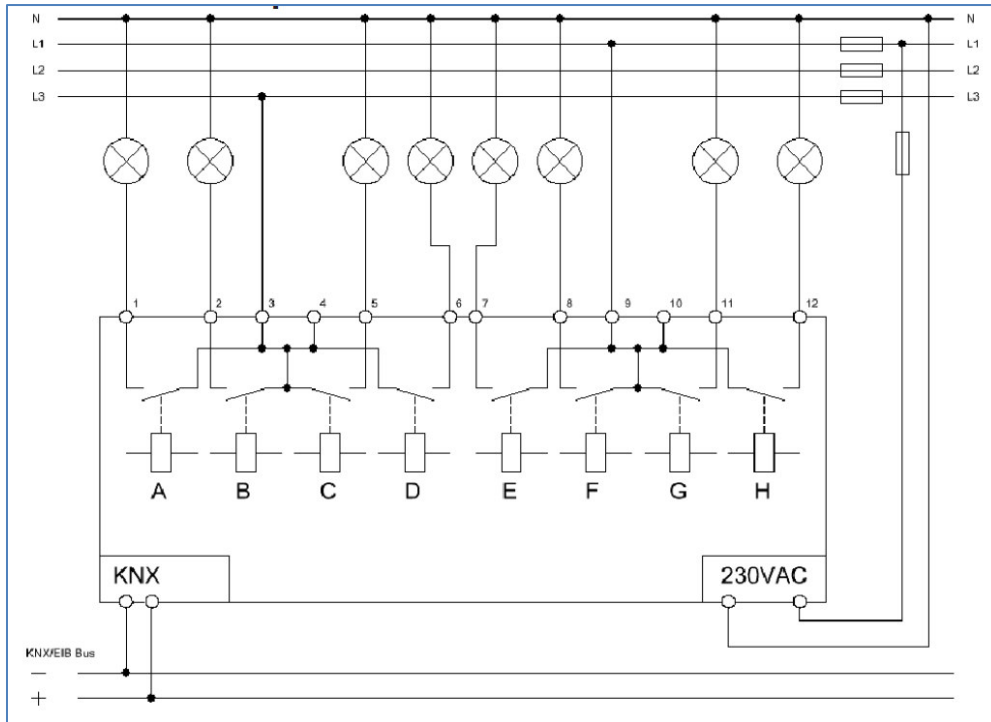 N N
L1 L1
L2 L2
L3 L3
1 2 3 4 5 6 7 8 9 10 11 12
A B C D E F G H
KNX 230VAC
KNX/EIB Bus
−
+